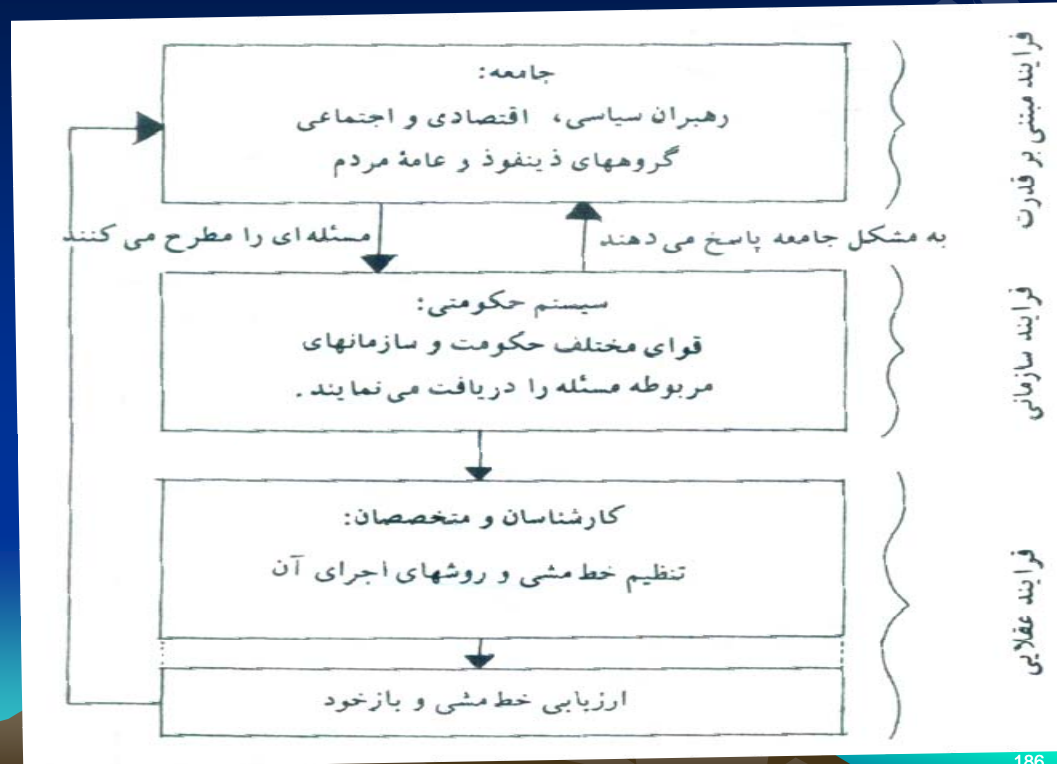 جامعه:
رهبران سیاسی، اقتصادی و اجتماعی
گروههای ذینفوذ و عامهٔ مردم
فرایند مبتنی بر قدرت
به مشکل جامعه پاسخ می دهند
مسئله ای را مطرح می کنند
سیستم حکومتی:
قوای مختلف حکومت و سازمانهای
مربوطه مسئله را دریافت می نمایند.
فرایند سازمانی
کارشناسان و متخصصان:
تنظیم خط مشی و روشهای اجرای آن
ارزیابی خط مشی و بازخود
فرایند عقلایی
186